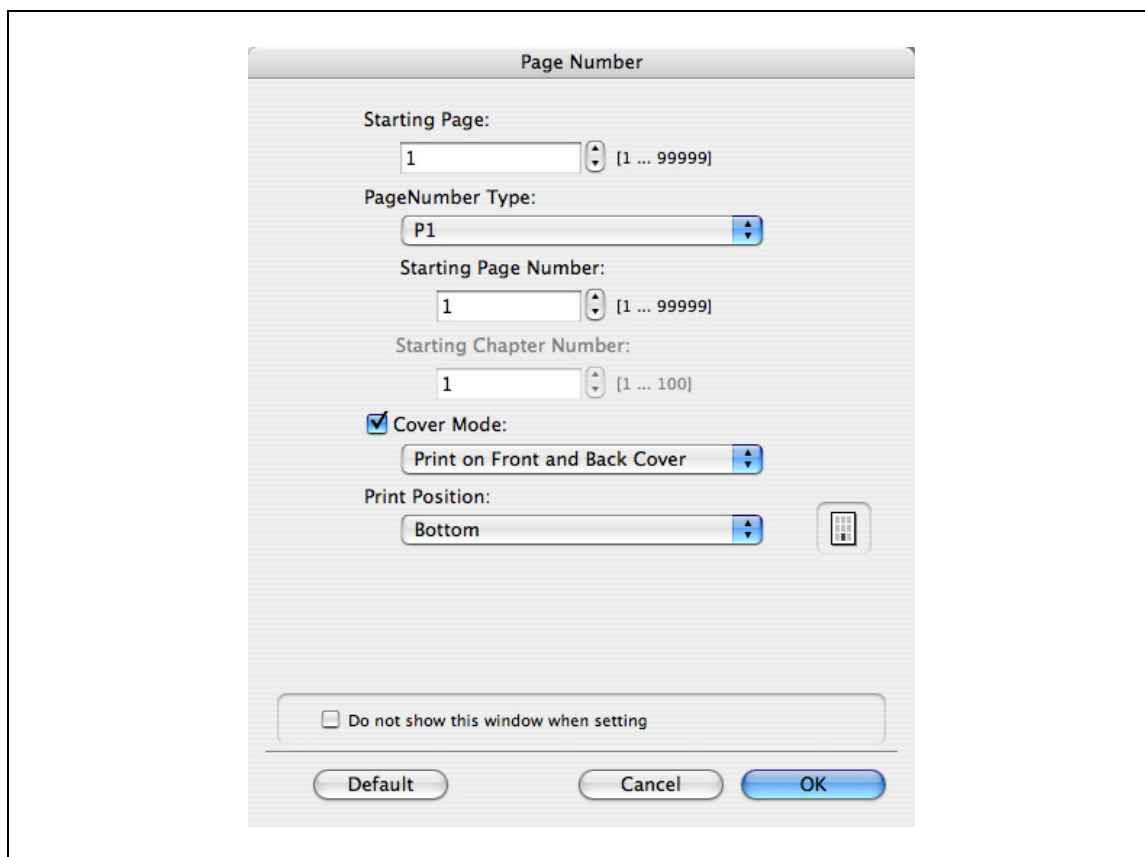 Page Number
Starting Page:
1 [1 ... 99999]
PageNumber Type:
P1
Starting Page Number:
1 [1 ... 99999]
Starting Chapter Number:
1 [1 ... 100]
Cover Mode:
Print on Front and Back Cover
Print Position:
Bottom
Do not show this window when setting
Default Cancel OK